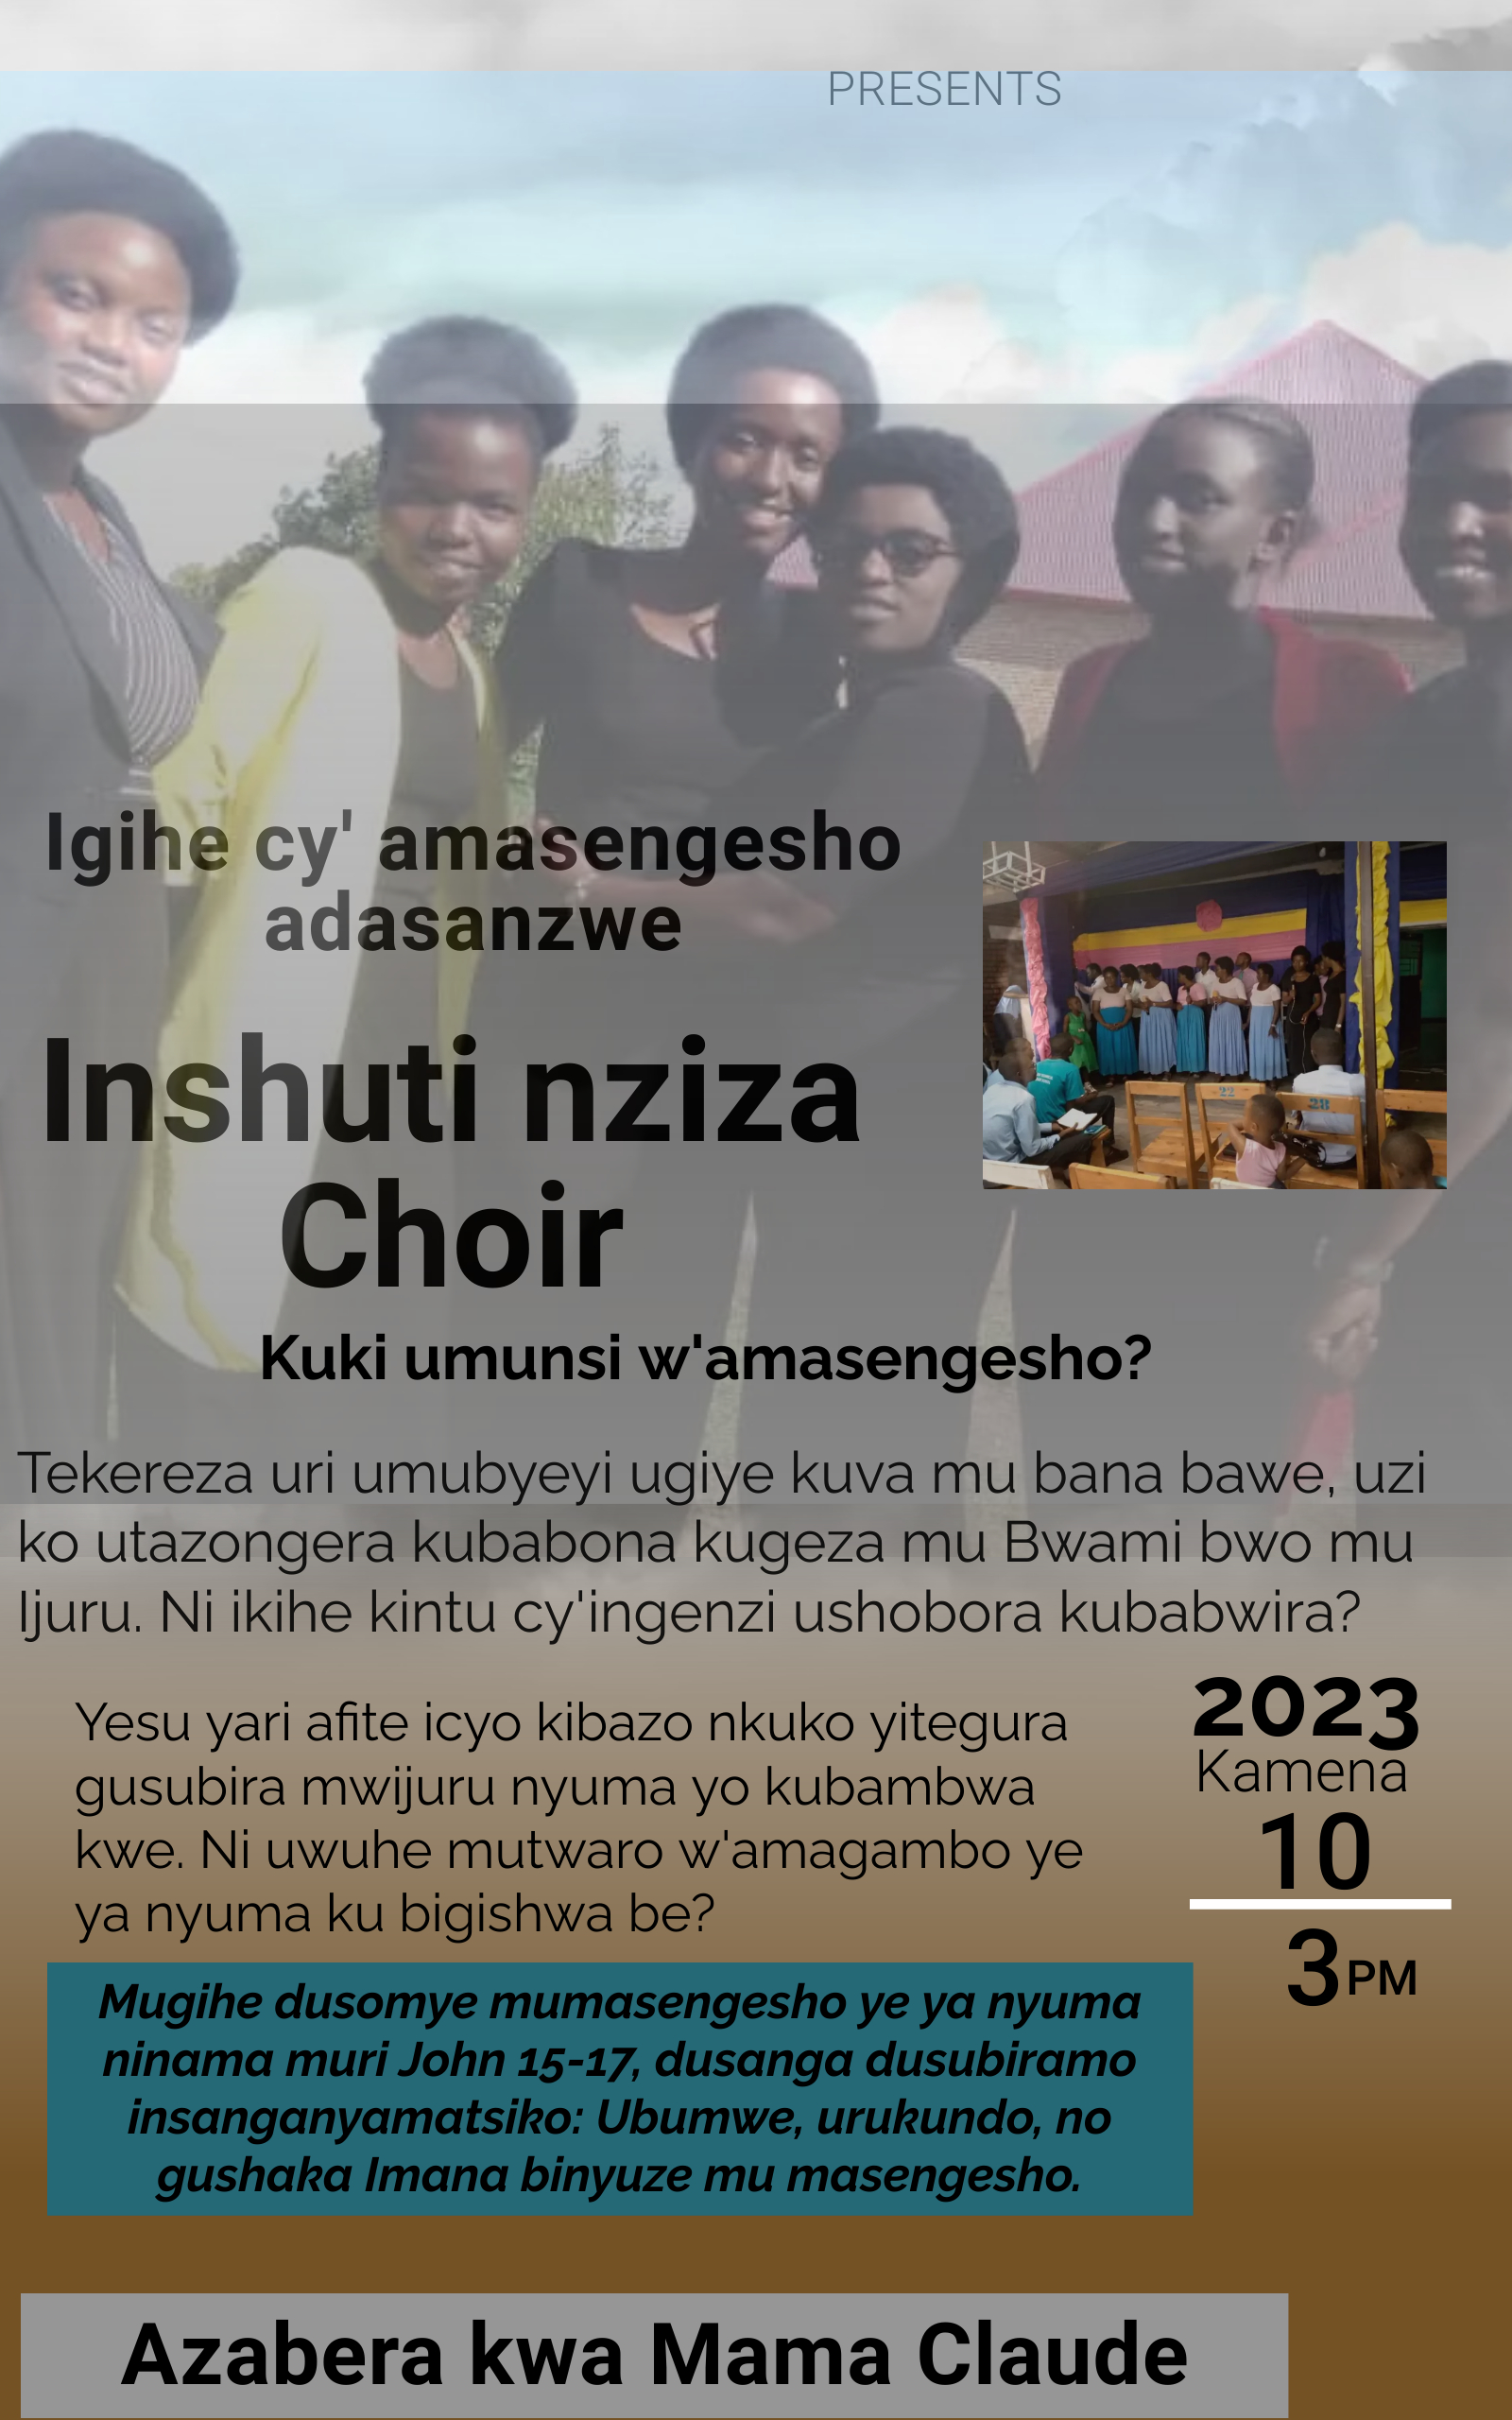 PRESENTS
Igihe cy' amasengesho
adasanzwe
Inshuti nziza
Choir
22
28
Kuki umunsi w'amasengesho?
Tekereza uri umubyeyi ugiye kuva mu bana bawe, uzi
ko utazongera kubabona kugeza mu Bwami bwo mu
Ijuru. Ni ikihe kintu cy'ingenzi ushobora kubabwira?
Yesu yari afite icyo kibazo nkuko yitegura
gusubira mwijuru nyuma yo kubambwa
kwe. Ni uwuhe mutwaro w'amagambo ye
ya nyuma ku bigishwa be?
2023
Kamena
10
3PM
Mugihe dusomye mumasengesho ye ya nyuma
ninama muri John 15-17, dusanga dusubiramo
insanganyamatsiko: Ubumwe, urukundo, no
gushaka Imana binyuze mu masengesho.
Azabera kwa Mama Claude